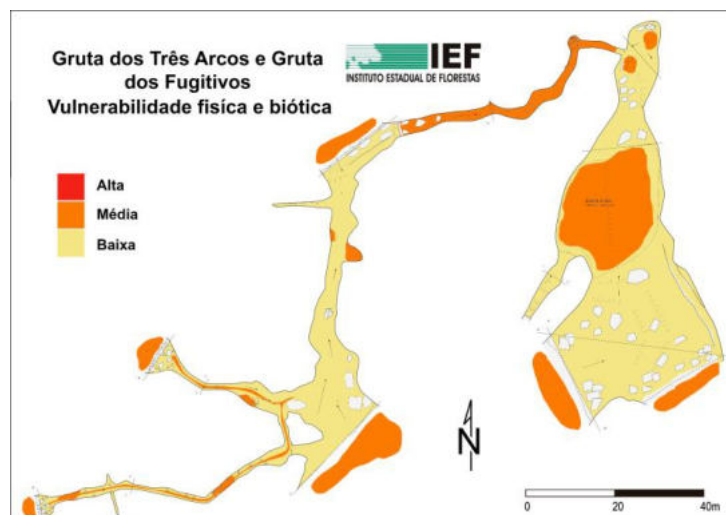 Gruta dos Três Arcos e Gruta
dos Fugitivos
Vulnerabilidade fisíca e biótica
IEF
INSTITUTO ESTADUAL DE FLORESTAS
Alta
Média
Baixa
N
0 20 40m